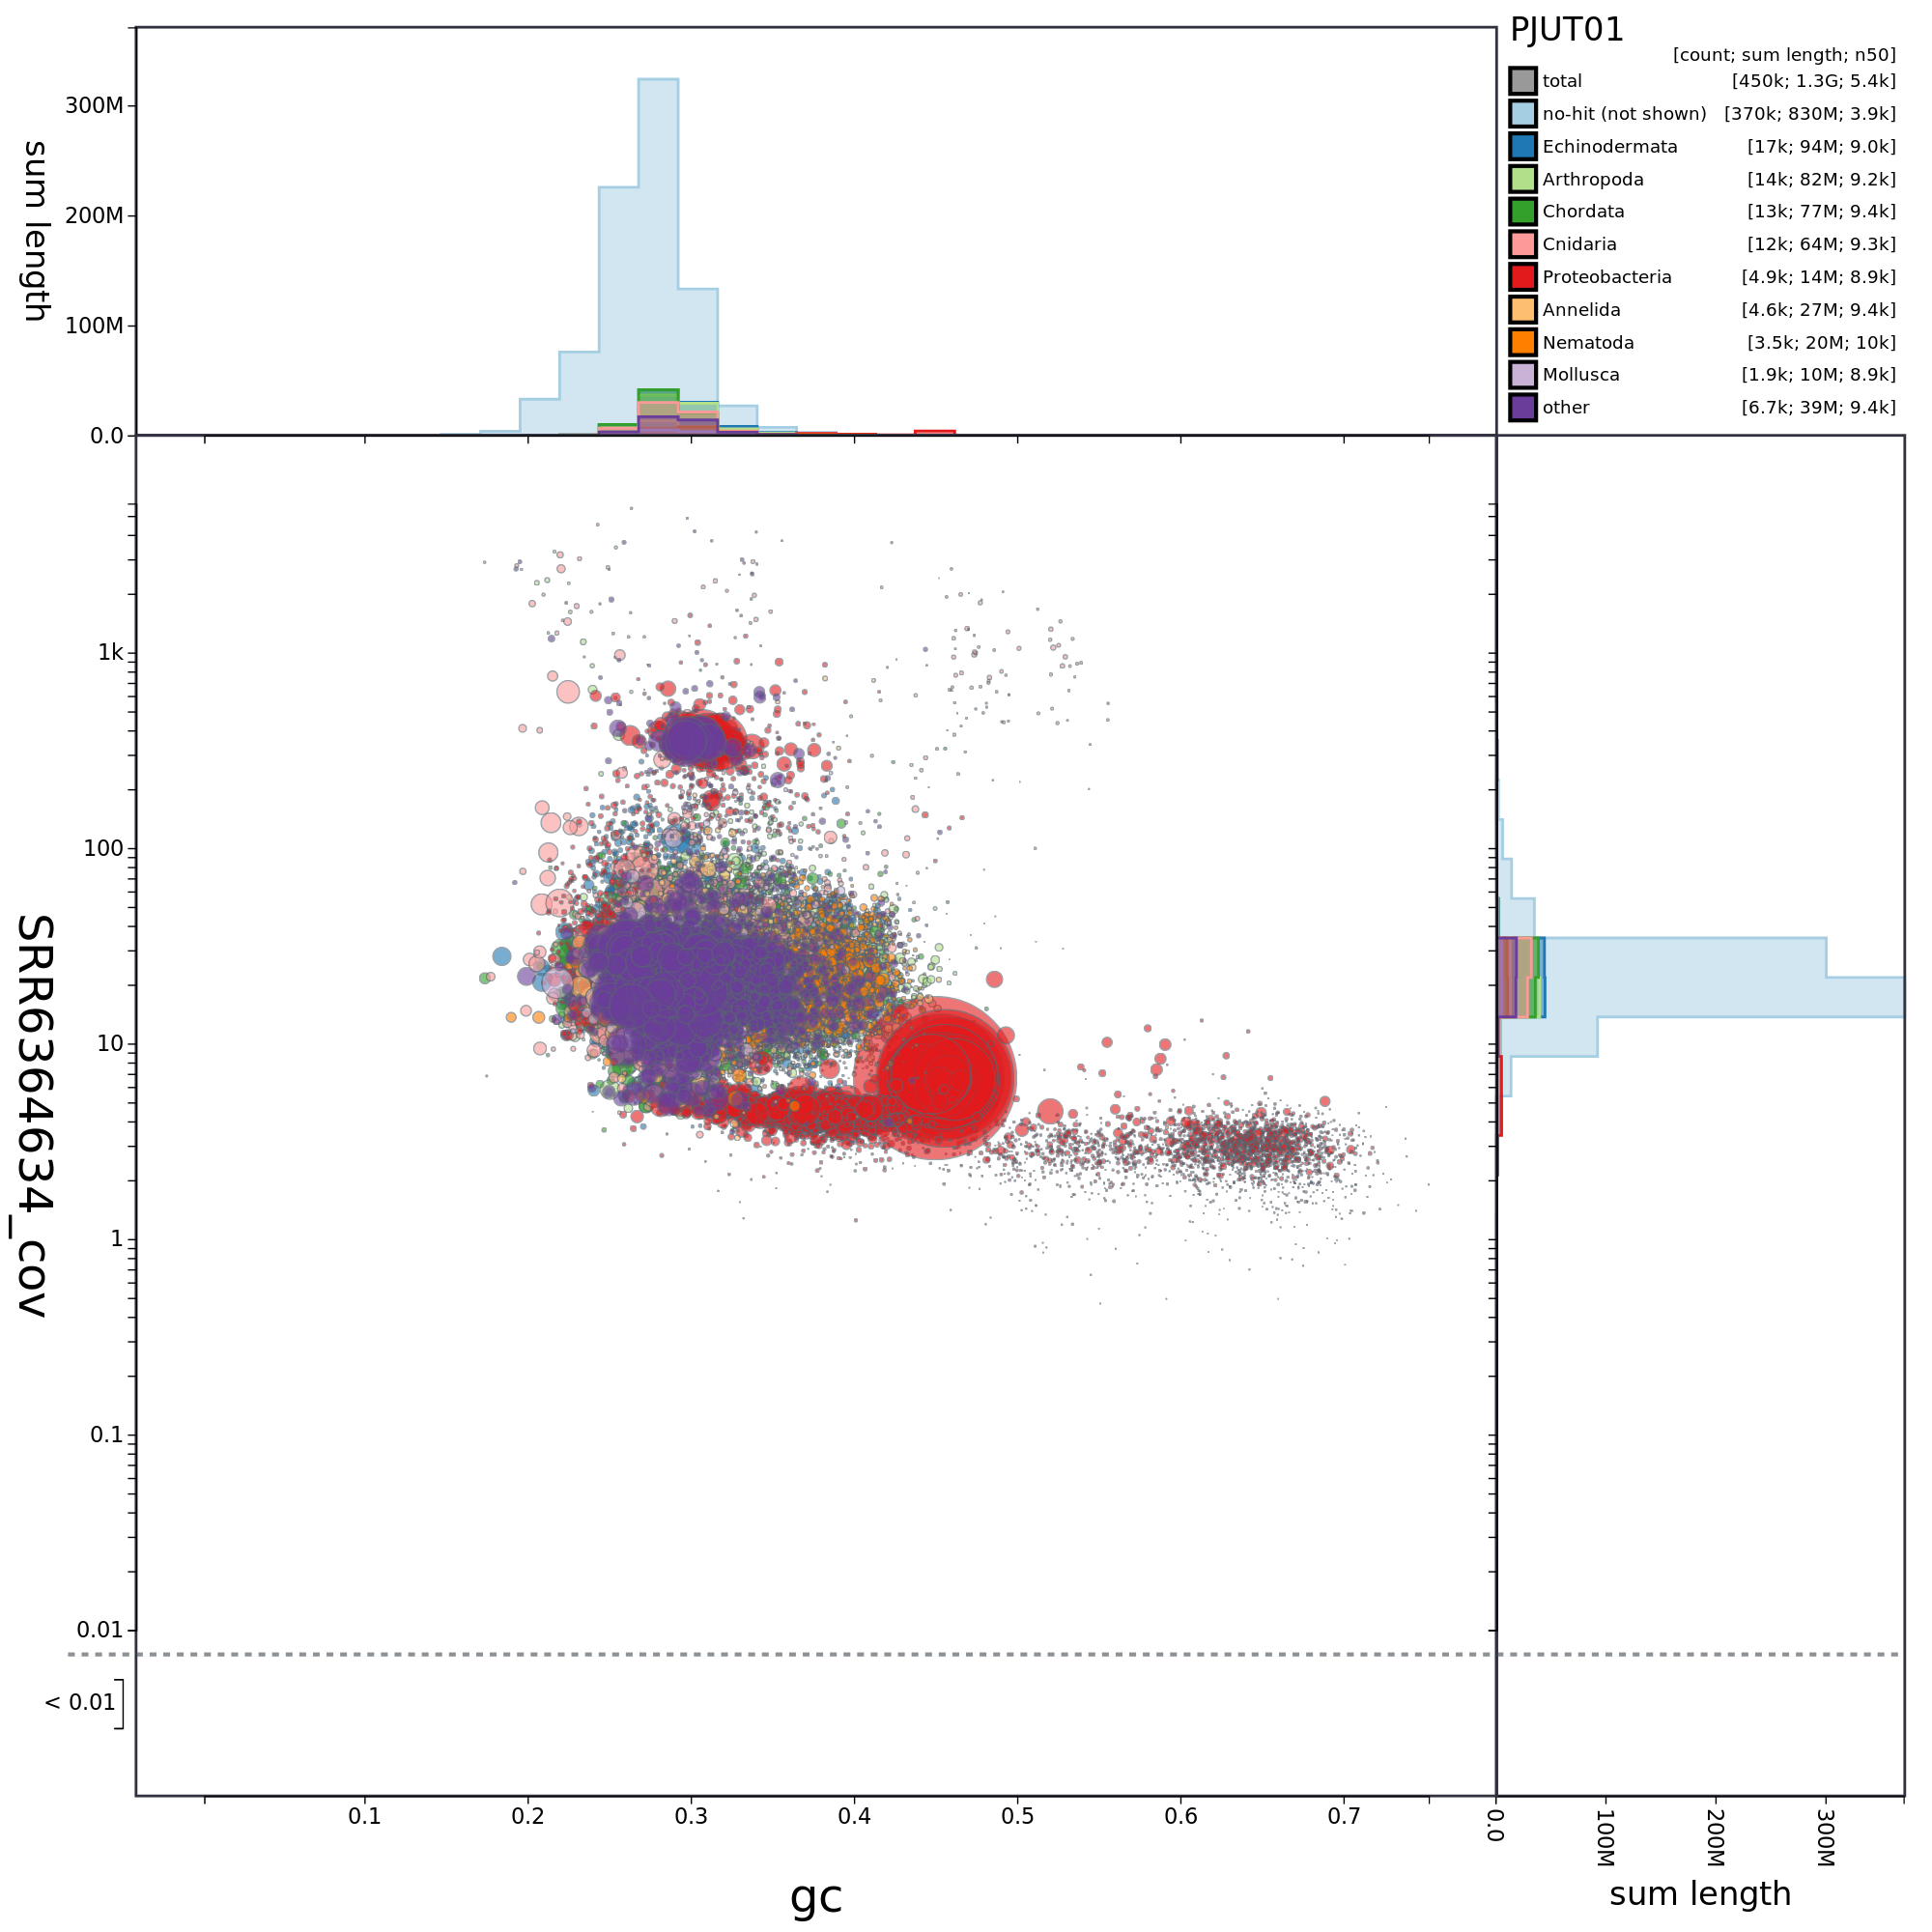 PJUT01
[count; sum length; n50]
total [450k; 1.3G; 5.4k]
no-hit (not shown) [370k; 830M; 3.9k]
Echinodermata [17k; 94M; 9.0k]
Arthropoda [14k; 82M; 9.2k]
Chordata [13k; 77M; 9.4k]
Cnidaria [12k; 64M; 9.3k]
Proteobacteria [4.9k; 14M; 8.9k]
Annelida [4.6k; 27M; 9.4k]
Nematoda [3.5k; 20M; 10k]
Mollusca [1.9k; 10M; 8.9k]
other [6.7k; 39M; 9.4k]
sum length
300M
200M
100M
0.0
SRR6364634_cov
1k
100
10
1
0.1
0.01
< 0.01
0.1 0.2 0.3 0.4 0.5 0.6 0.7
gc
0.0 100M 200M 300M
sum length